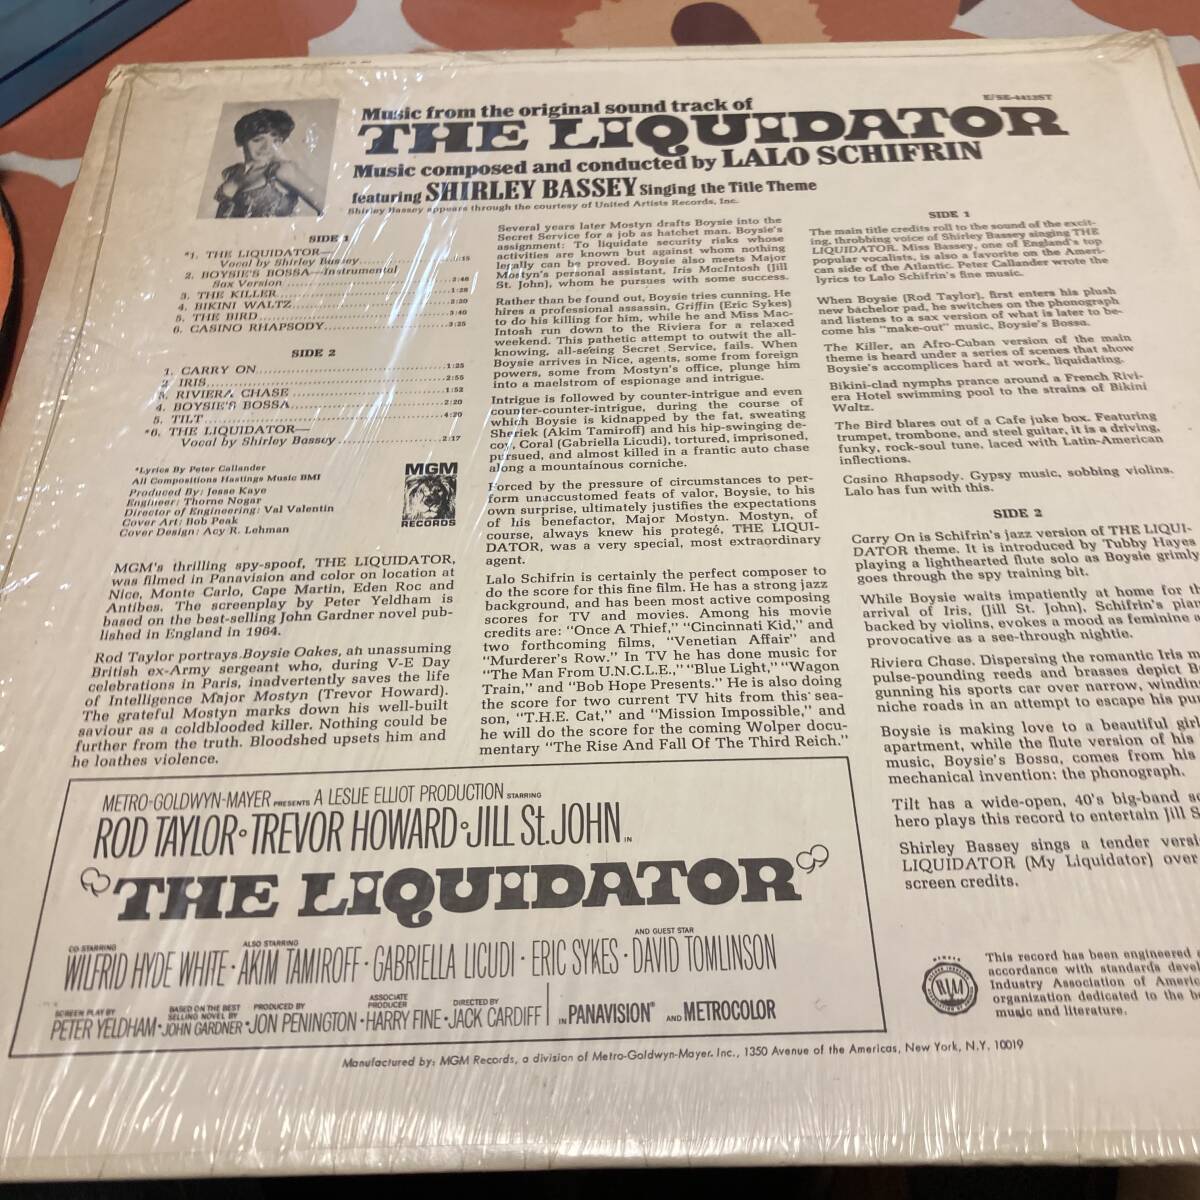 E/SE-4412ST
Music from the original sound track of
THE LIQUIDATOR
Music composed and conducted by LALO SCHIFRIN
featuring SHIRLEY BASSEY Singing the Title Theme
Shirley Bassey appears through the courtesy of United Artists Records, Inc.
SIDE 1
*1. THE LIQUIDATOR—
Vocal by Shirley Bassey
2. BOYSIE'S BOSSA—Instrumental
Sax Version 2:46
3. THE KILLER 1:28
4. BIKINI WALTZ 2:20
5. THE BIRD 3:40
6. CASINO RHAPSODY 3:25
SIDE 2
1. CARRY ON 1:25
2. IRIS 2:55
3. RIVIERA CHASE 1:52
4. BOYSIE'S BOSSA 2:20
5. TILT 4:20
*6. THE LIQUIDATOR—
Vocal by Shirley Bassey 2:17
*Lyrics By Peter Callander
All Compositions Hastings Music BMI
Produced By: Jesse Kaye
Engineer: Thorne Nogar
Director of Engineering: Val Valentin
Cover Art: Bob Peak
Cover Design: Acy R. Lehman
MGM
RECORDS
MGM's thrilling spy-spoof, THE LIQUIDATOR,
was filmed in Panavision and color on location at
Nice, Monte Carlo, Cape Martin, Eden Roc and
Antibes. The screenplay by Peter Yeldham is
based on the best-selling John Gardner novel pub-
lished in England in 1964.
Rod Taylor portrays Boysie Oakes, an unassuming
British ex-Army sergeant who, during V-E Day
celebrations in Paris, inadvertently saves the life
of Intelligence Major Mostyn (Trevor Howard).
The grateful Mostyn marks down his well-built
saviour as a coldblooded killer. Nothing could be
further from the truth. Bloodshed upsets him and
he loathes violence.
Several years later Mostyn drafts Boysie into the
Secret Service for a job as hatchet man. Boysie's
assignment: To liquidate security risks whose
activities are known but against whom nothing
legally can be proved. Boysie also meets Major
Mostyn's personal assistant, Iris MacIntosh (Jill
St. John), whom he pursues with some success.
Rather than be found out, Boysie tries cunning. He
hires a professional assassin, Griffin (Eric Sykes)
to do his killing for him, while he and Miss Mac-
Intosh run down to the Riviera for a relaxed
weekend. This pathetic attempt to outwit the all-
knowing, all-seeing Secret Service, fails. When
Boysie arrives in Nice, agents, some from foreign
powers, some from Mostyn's office, plunge him
into a maelstrom of espionage and intrigue.
Intrigue is followed by counter-intrigue and even
counter-counter-intrigue, during the course of
which Boysie is kidnapped by the fat, sweating
Sheriek (Akim Tamiroff) and his hip-swinging de-
coy, Coral (Gabriella Licudi), tortured, imprisoned,
pursued, and almost killed in a frantic auto chase
along a mountainous corniche.
Forced by the pressure of circumstances to per-
form unaccustomed feats of valor, Boysie, to his
own surprise, ultimately justifies the expectations
of his benefactor, Major Mostyn. Mostyn, of
course, always knew his protegé, THE LIQUI-
DATOR, was a very special, most extraordinary
agent.
Lalo Schifrin is certainly the perfect composer to
do the score for this fine film. He has a strong jazz
background, and has been most active composing
scores for TV and movies. Among his movie
credits are: "Once A Thief," "Cincinnati Kid," and
two forthcoming films, "Venetian Affair" and
"Murderer's Row." In TV he has done music for
"The Man From U.N.C.L.E.," "Blue Light," "Wagon
Train," and "Bob Hope Presents." He is also doing
the score for two current TV hits from this sea-
son, "T.H.E. Cat," and "Mission Impossible," and
he will do the score for the coming Wolper docu-
mentary "The Rise And Fall Of The Third Reich."
SIDE 1
The main title credits roll to the sound of the excit-
ing, throbbing voice of Shirley Bassey singing THE
LIQUIDATOR. Miss Bassey, one of England's top
popular vocalists, is also a favorite on the Ameri-
can side of the Atlantic. Peter Callander wrote the
lyrics to Lalo Schifrin's fine music.
When Boysie (Rod Taylor), first enters his plush
new bachelor pad, he switches on the phonograph
and listens to a sax version of what is later to be-
come his "make-out" music, Boysie's Bossa.
The Killer, an Afro-Cuban version of the main
theme is heard under a series of scenes that show
Boysie's accomplices hard at work, liquidating.
Bikini-clad nymphs prance around a French Rivi-
era Hotel swimming pool to the strains of Bikini
Waltz.
The Bird blares out of a Cafe juke box. Featuring
trumpet, trombone, and steel guitar, it is a driving,
funky, rock-soul tune, laced with Latin-American
inflections.
Casino Rhapsody. Gypsy music, sobbing violins.
Lalo has fun with this.
SIDE 2
Carry On is Schifrin's jazz version of THE LIQUI-
DATOR theme. It is introduced by Tubby Hayes
playing a lighthearted flute solo as Boysie grimly
goes through the spy training bit.
While Boysie waits impatiently at home for th
arrival of Iris, (Jill St. John), Schifrin's pian
backed by violins, evokes a mood as feminine a
provocative as a see-through nightie.
Riviera Chase. Dispersing the romantic Iris m
pulse-pounding reeds and brasses depict B
gunning his sports car over narrow, windin
niche roads in an attempt to escape his pu
Boysie is making love to a beautiful girl
apartment, while the flute version of his
music, Boysie's Bossa, comes from his
mechanical invention: the phonograph.
Tilt has a wide-open, 40's big-band s
hero plays this record to entertain Jill S
Shirley Bassey sings a tender versi
LIQUIDATOR (My Liquidator) over
screen credits.
METRO-GOLDWYN-MAYER PRESENTS A LESLIE ELLIOT PRODUCTION STARRING
ROD TAYLOR • TREVOR HOWARD • JILL St. JOHN IN
THE LIQUIDATOR
CO-STARRING WILFRID HYDE WHITE • ALSO STARRING AKIM TAMIROFF • GABRIELLA LICUDI • ERIC SYKES • AND GUEST STAR DAVID TOMLINSON
SCREEN PLAY BY PETER YELDHAM • BASED ON THE BEST SELLING NOVEL BY JOHN GARDNER • PRODUCED BY JON PENINGTON • ASSOCIATE PRODUCER HARRY FINE • DIRECTED BY JACK CARDIFF IN PANAVISION® AND METROCOLOR
RIAA
This record has been engineered a
accordance with standards devel
Industry Association of Americ
organization dedicated to the b
music and literature.
Manufactured by: MGM Records, a division of Metro-Goldwyn-Mayer, Inc., 1350 Avenue of the Americas, New York, N.Y. 10019